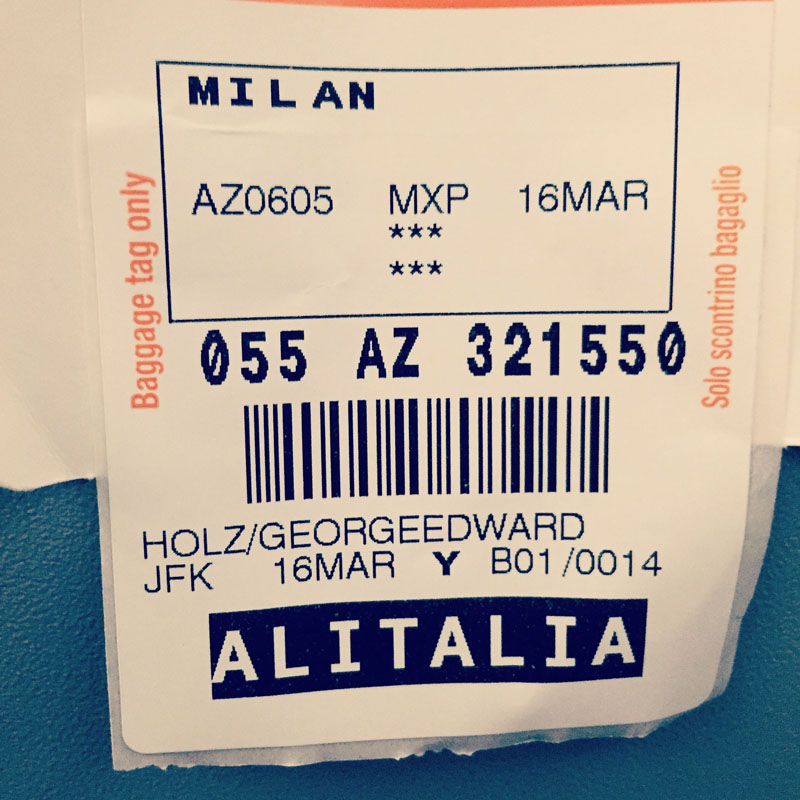 MILAN
AZ0605 MXP 16MAR
***
***
Baggage tag only
Solo scontrino bagaglio
055 AZ 321550
HOLZ/GEORGEEDWARD
JFK 16MAR Y B01/0014
ALITALIA